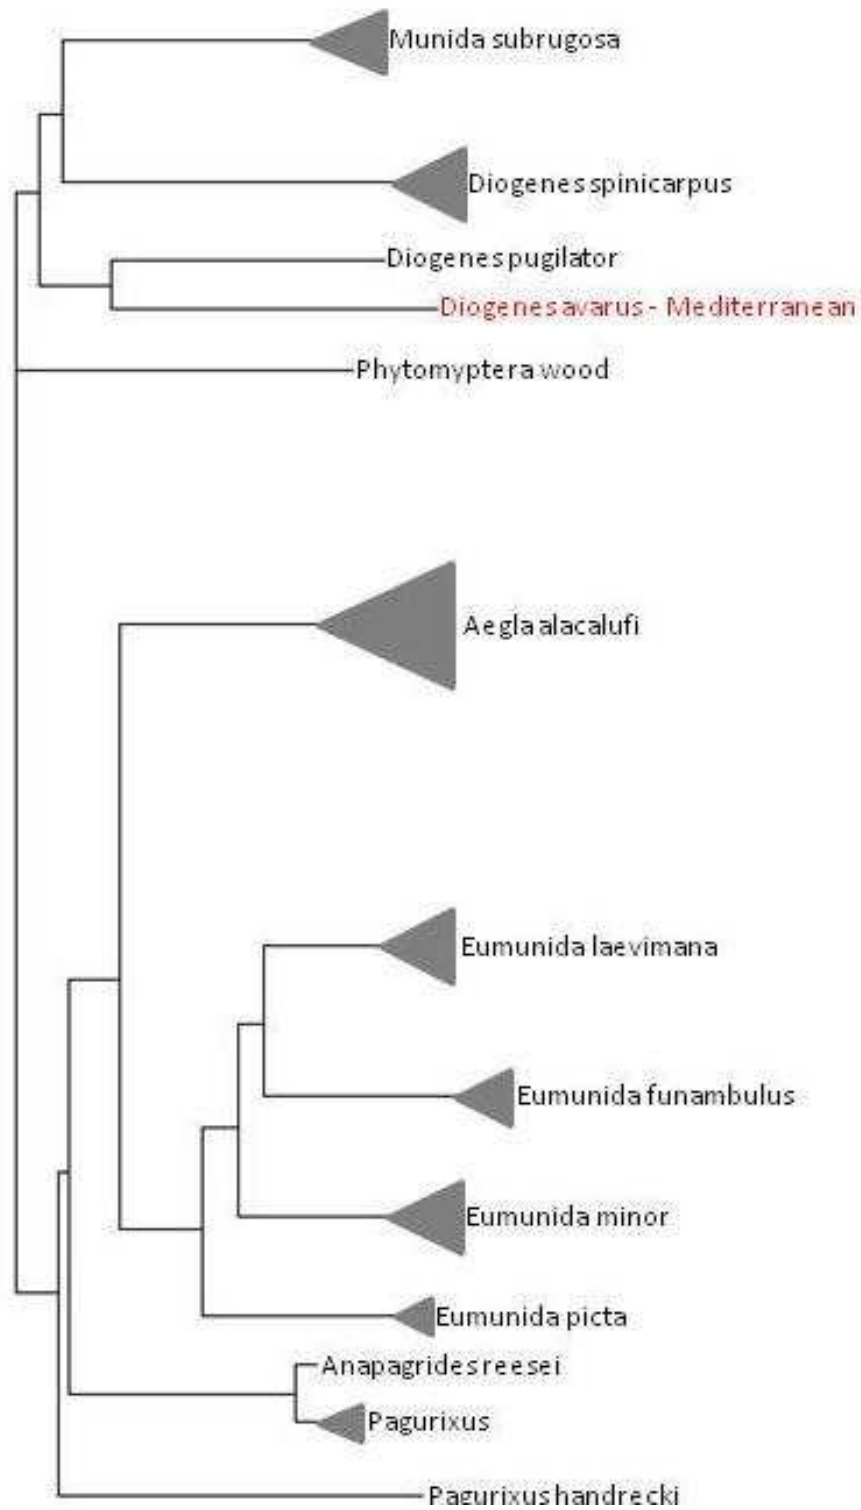 Munida subrugosa
Diogenes spinicarpus
Diogenes pugilator
Diogenes avarus - Mediterranean
Phytomyptera wood
Aegla alacalufi
Eumunida laevimana
Eumunida funambulus
Eumunida minor
Eumunida picta
Anapagrides reesei
Pagurixus
Pagurixus handrecki